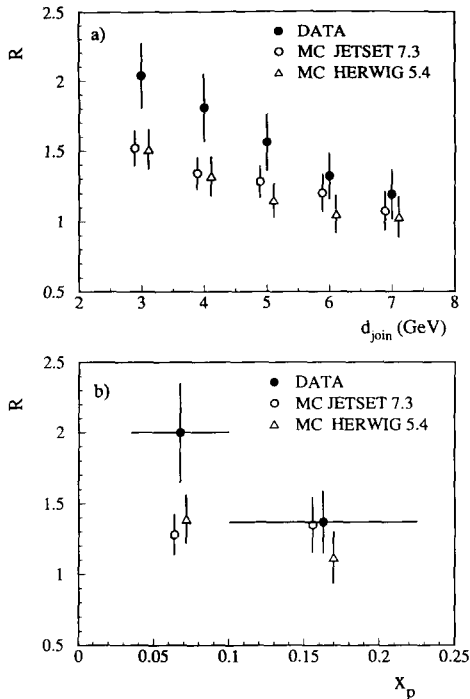 a)
DATA
MC JETSET 7.3
MC HERWIG 5.4
R
2.5
2
1.5
1
0.5
2 3 4 5 6 7 8
d_join (GeV)
b)
DATA
MC JETSET 7.3
MC HERWIG 5.4
R
2.5
2
1.5
1
0.5
0 0.05 0.10 0.15 0.20 0.25
X_p